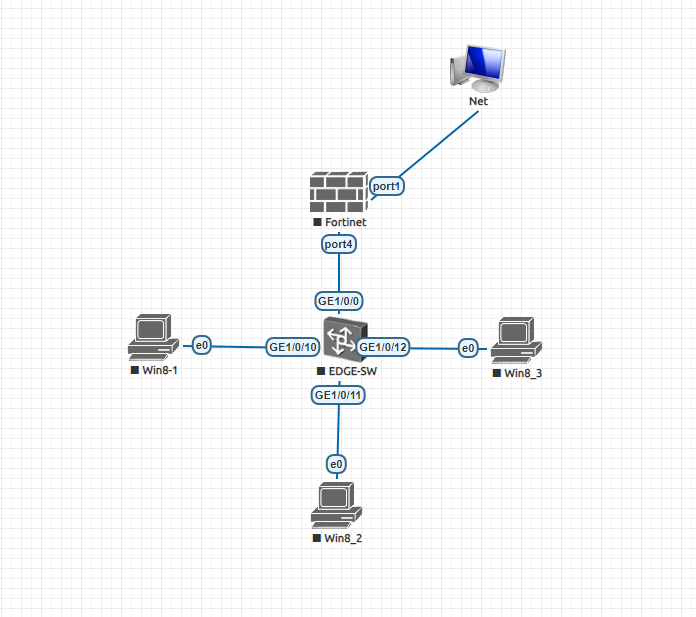 Net
port1
Fortinet
port4
GE1/0/0
Win8-1
e0
GE1/0/10
EDGE-SW
GE1/0/12
e0
Win8_3
GE1/0/11
e0
Win8_2